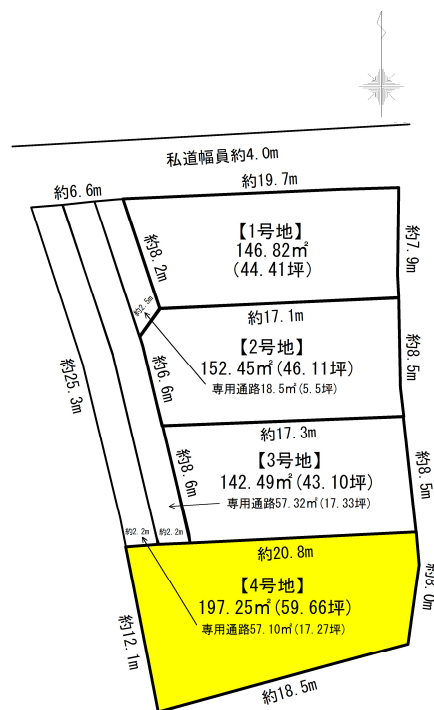 私道幅員約4.0m
約6.6m
約19.7m
【1号地】
146.82㎡
(44.41坪)
約8.2m
約7.9m
約2.5m
約17.1m
【2号地】
152.45㎡(46.11坪)
専用通路18.5㎡(5.5坪)
約6.6m
約8.5m
約25.3m
約17.3m
【3号地】
142.49㎡(43.10坪)
専用通路57.32㎡(17.33坪)
約8.6m
約8.5m
約2.2m
約2.2m
約20.8m
【4号地】
197.25㎡(59.66坪)
専用通路57.10㎡(17.27坪)
約8.0m
約12.1m
約18.5m